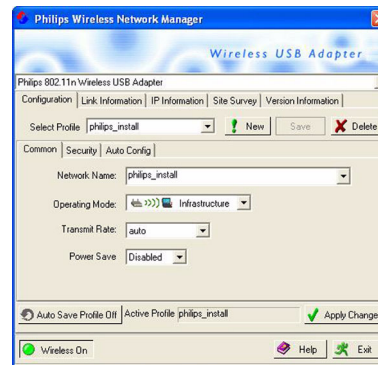 Philips Wireless Network Manager
Wireless USB Adapter
Philips 802.11n Wireless USB Adapter
Configuration Link Information IP Information Site Survey Version Information
Select Profile philips_install New Save Delete
Common Security Auto Config
Network Name: philips_install
Operating Mode: Infrastructure
Transmit Rate: auto
Power Save Disabled
Auto Save Profile Off Active Profile philips_install Apply Change
Wireless On Help Exit